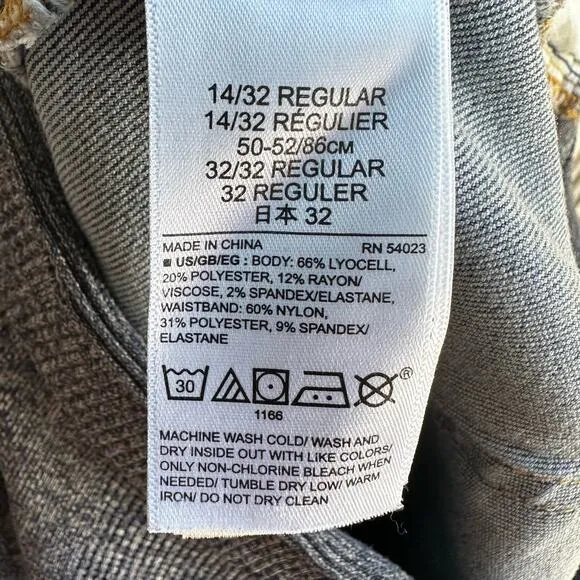 14/32 REGULAR
14/32 RÉGULIER
50-52/86CM
32/32 REGULAR
32 REGULER
日本 32
MADE IN CHINA RN 54023
US/GB/EG : BODY: 66% LYOCELL,
20% POLYESTER, 12% RAYON/
VISCOSE, 2% SPANDEX/ELASTANE,
WAISTBAND: 60% NYLON,
31% POLYESTER, 9% SPANDEX/
ELASTANE
30 ®
1166
MACHINE WASH COLD/ WASH AND
DRY INSIDE OUT WITH LIKE COLORS/
ONLY NON-CHLORINE BLEACH WHEN
NEEDED/ TUMBLE DRY LOW/ WARM
IRON/ DO NOT DRY CLEAN